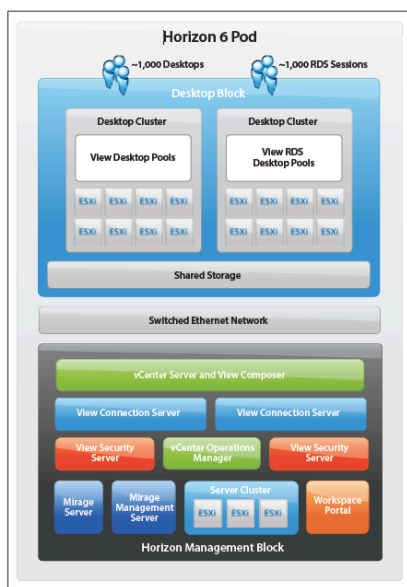 Horizon 6 Pod
~1,000 Desktops
~1,000 RDS Sessions
Desktop Block
Desktop Cluster
View Desktop Pools
ESXi ESXi ESXi ESXi
ESXi ESXi ESXi ESXi
Desktop Cluster
View RDS
Desktop Pools
ESXi ESXi ESXi ESXi
ESXi ESXi ESXi ESXi
Shared Storage
Switched Ethernet Network
vCenter Server and View Composer
View Connection Server
View Connection Server
View Security
Server
vCenter Operations
Manager
View Security
Server
Mirage
Server
Mirage
Management
Server
Server Cluster
ESXi ESXi ESXi
Workspace
Portal
Horizon Management Block